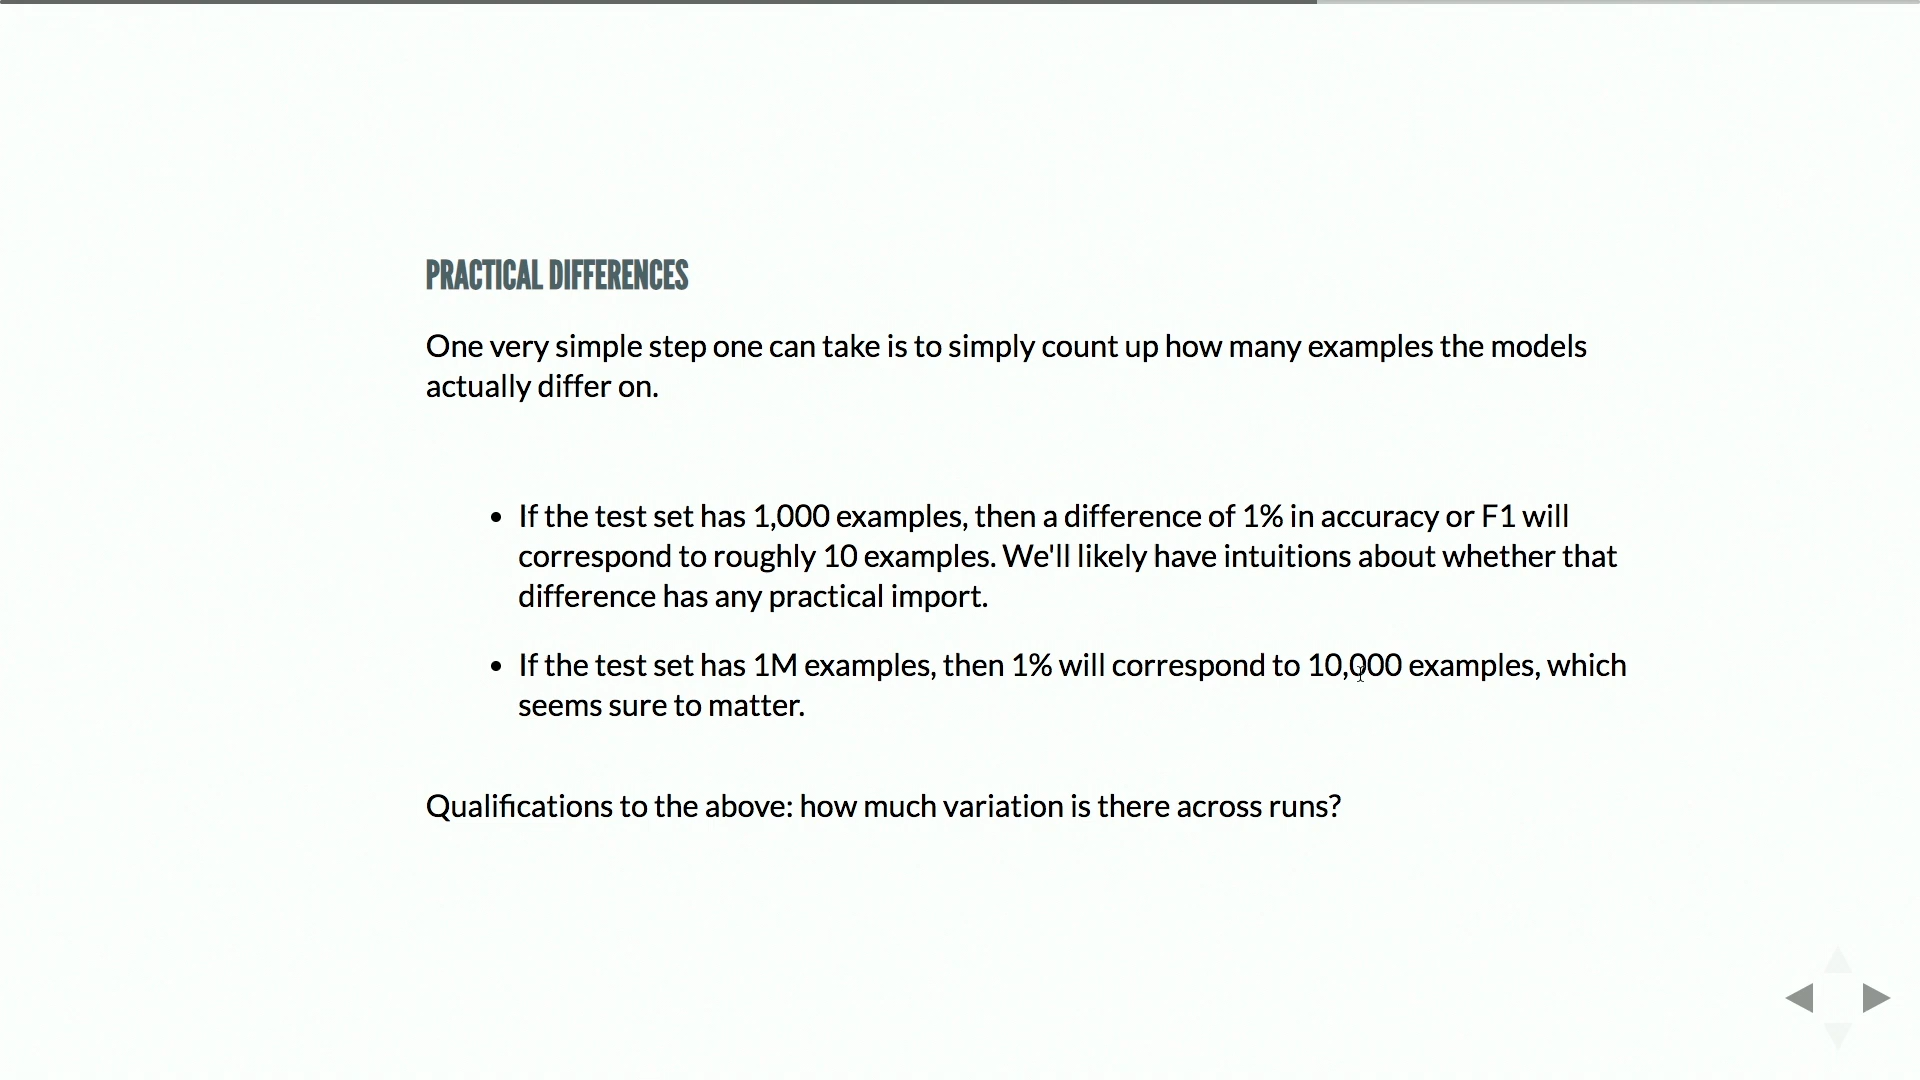 PRACTICAL DIFFERENCES
One very simple step one can take is to simply count up how many examples the models
actually differ on.
• If the test set has 1,000 examples, then a difference of 1% in accuracy or F1 will
correspond to roughly 10 examples. We'll likely have intuitions about whether that
difference has any practical import.
• If the test set has 1M examples, then 1% will correspond to 10,000 examples, which
seems sure to matter.
Qualifications to the above: how much variation is there across runs?